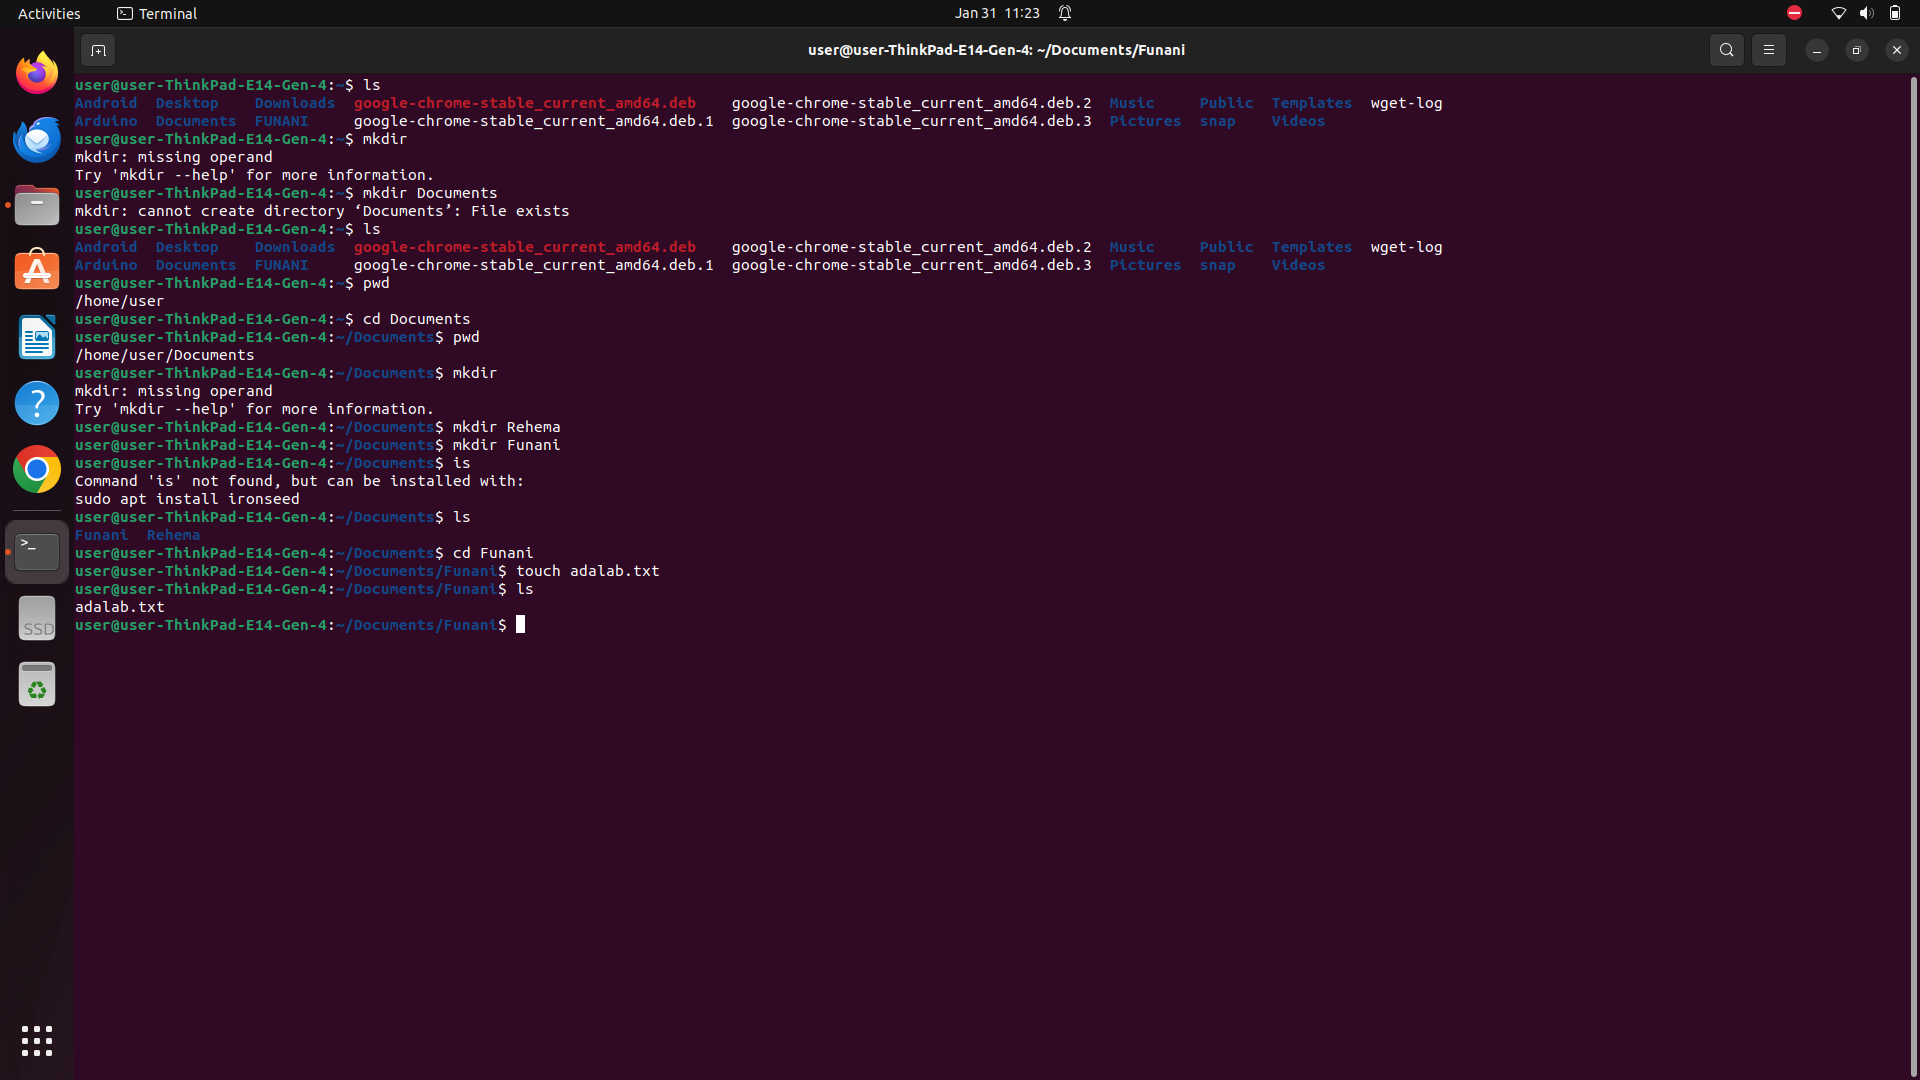 Activities Terminal Jan 31 11:23
user@user-ThinkPad-E14-Gen-4: ~/Documents/Funani
user@user-ThinkPad-E14-Gen-4:~$ ls
Android Desktop Downloads google-chrome-stable_current_amd64.deb google-chrome-stable_current_amd64.deb.2 Music Public Templates wget-log
Arduino Documents FUNANI google-chrome-stable_current_amd64.deb.1 google-chrome-stable_current_amd64.deb.3 Pictures snap Videos
user@user-ThinkPad-E14-Gen-4:~$ mkdir
mkdir: missing operand
Try 'mkdir --help' for more information.
user@user-ThinkPad-E14-Gen-4:~$ mkdir Documents
mkdir: cannot create directory ‘Documents’: File exists
user@user-ThinkPad-E14-Gen-4:~$ ls
Android Desktop Downloads google-chrome-stable_current_amd64.deb google-chrome-stable_current_amd64.deb.2 Music Public Templates wget-log
Arduino Documents FUNANI google-chrome-stable_current_amd64.deb.1 google-chrome-stable_current_amd64.deb.3 Pictures snap Videos
user@user-ThinkPad-E14-Gen-4:~$ pwd
/home/user
user@user-ThinkPad-E14-Gen-4:~$ cd Documents
user@user-ThinkPad-E14-Gen-4:~/Documents$ pwd
/home/user/Documents
user@user-ThinkPad-E14-Gen-4:~/Documents$ mkdir
mkdir: missing operand
Try 'mkdir --help' for more information.
user@user-ThinkPad-E14-Gen-4:~/Documents$ mkdir Rehema
user@user-ThinkPad-E14-Gen-4:~/Documents$ mkdir Funani
user@user-ThinkPad-E14-Gen-4:~/Documents$ is
Command 'is' not found, but can be installed with:
sudo apt install ironseed
user@user-ThinkPad-E14-Gen-4:~/Documents$ ls
Funani Rehema
user@user-ThinkPad-E14-Gen-4:~/Documents$ cd Funani
user@user-ThinkPad-E14-Gen-4:~/Documents/Funani$ touch adalab.txt
user@user-ThinkPad-E14-Gen-4:~/Documents/Funani$ ls
adalab.txt
user@user-ThinkPad-E14-Gen-4:~/Documents/Funani$
SSD